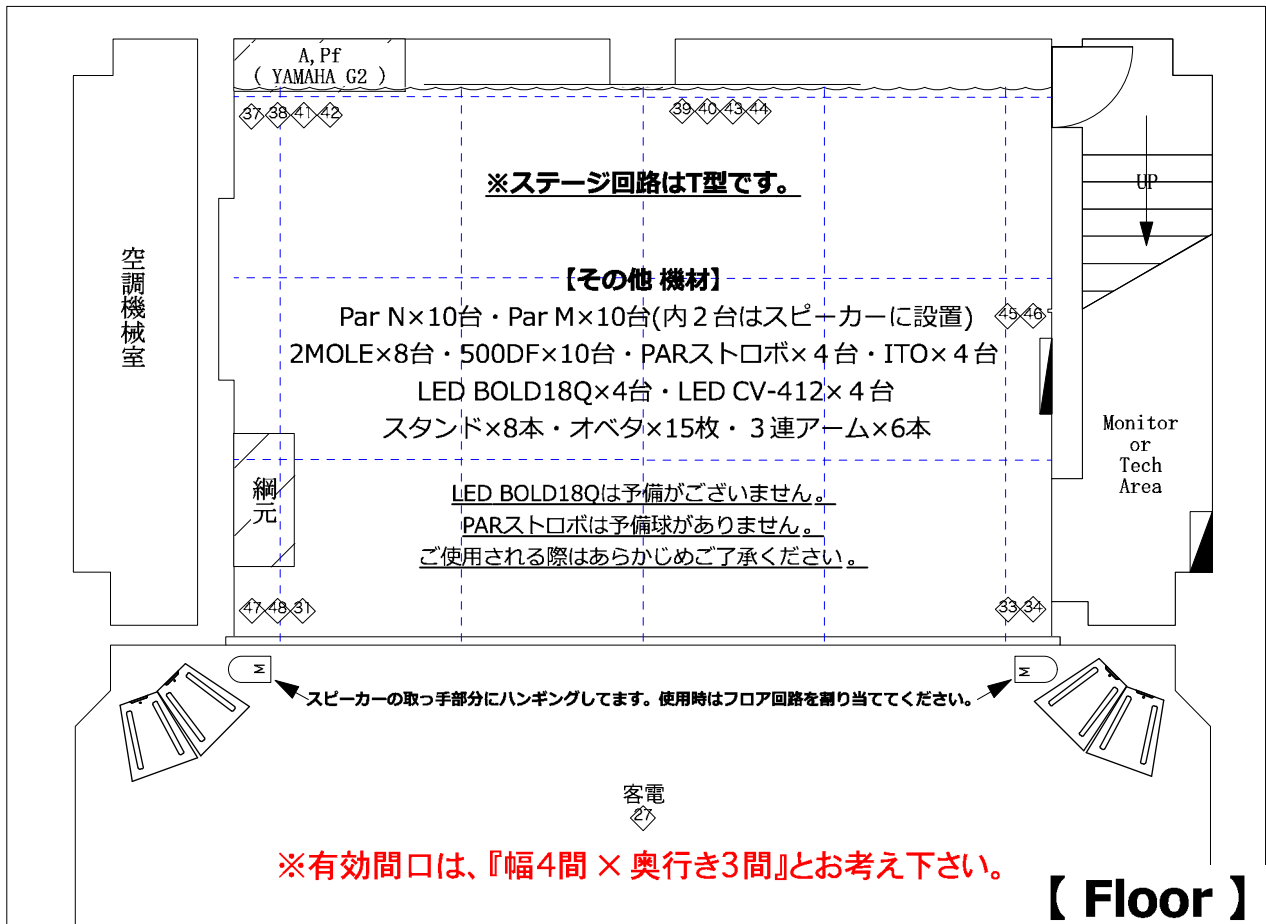 A,Pf
( YAMAHA G2 )
37 38 41 42
39 40 43 44
※ステージ回路はT型です。
UP
空調機械室
【その他 機材】
Par N×10台・Par M×10台(内２台はスピーカーに設置)
45 46
2MOLE×8台・500DF×10台・PARストロボ×４台・ITO×４台
LED BOLD18Q×4台・LED CV-412×４台
スタンド×8本・オベタ×15枚・３連アーム×6本
Monitor
or
Tech
Area
綱元
LED BOLD18Qは予備がございません。
PARストロボは予備球がありません。
ご使用される際はあらかじめご了承ください。
47 48 31
33 34
M
M
スピーカーの取っ手部分にハンギングしてます。使用時はフロア回路を割り当ててください。
客電
27
※有効間口は、『幅4間 × 奥行き3間』とお考え下さい。
【 Floor 】